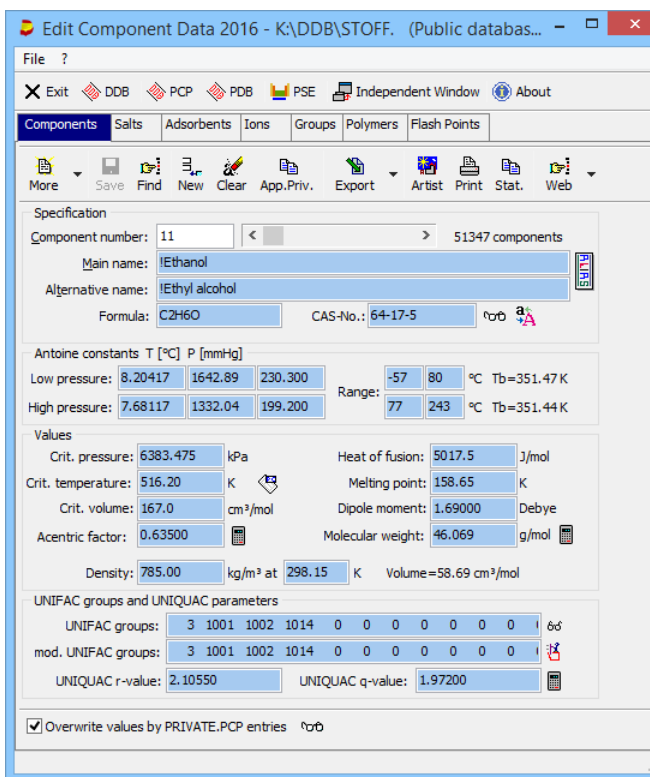 Edit Component Data 2016 - K:\DDB\STOFF. (Public databas...
File ?
Exit DDB PCP PDB PSE Independent Window About
Components Salts Adsorbents Ions Groups Polymers Flash Points
More Save Find New Clear App.Priv. Export Artist Print Stat. Web
Specification
Component number: 11 51347 components
Main name: !Ethanol
Alternative name: !Ethyl alcohol
Formula: C2H6O CAS-No.: 64-17-5
Antoine constants T [°C] P [mmHg]
Low pressure: 8.20417 1642.89 230.300 Range: -57 80 °C Tb=351.47 K
High pressure: 7.68117 1332.04 199.200 77 243 °C Tb=351.44 K
Values
Crit. pressure: 6383.475 kPa Heat of fusion: 5017.5 J/mol
Crit. temperature: 516.20 K Melting point: 158.65 K
Crit. volume: 167.0 cm³/mol Dipole moment: 1.69000 Debye
Acentric factor: 0.63500 Molecular weight: 46.069 g/mol
Density: 785.00 kg/m³ at 298.15 K Volume=58.69 cm³/mol
UNIFAC groups and UNIQUAC parameters
UNIFAC groups: 3 1001 1002 1014 0 0 0 0 0 0
mod. UNIFAC groups: 3 1001 1002 1014 0 0 0 0 0 0
UNIQUAC r-value: 2.10550 UNIQUAC q-value: 1.97200
Overwrite values by PRIVATE.PCP entries